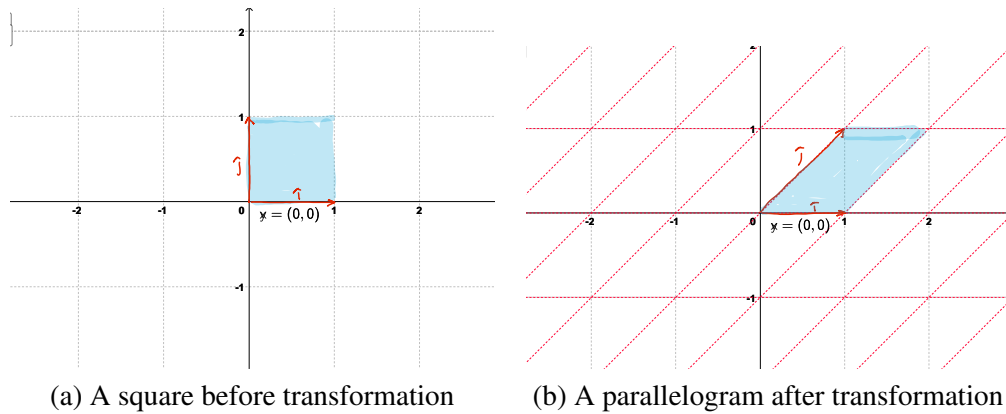 2
1
ĵ
î
-2
-1
0
1
2
y = (0, 0)
-1
(a) A square before transformation
2
1
ĵ
î
-2
-1
0
1
2
y = (0, 0)
-1
(b) A parallelogram after transformation